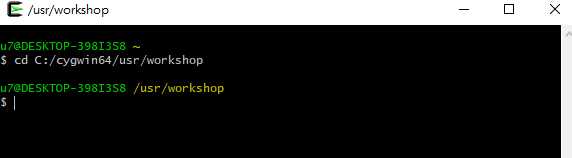 /usr/workshop
u7@DESKTOP-398I3S8 ~
$ cd C:/cygwin64/usr/workshop
u7@DESKTOP-398I3S8 /usr/workshop
$